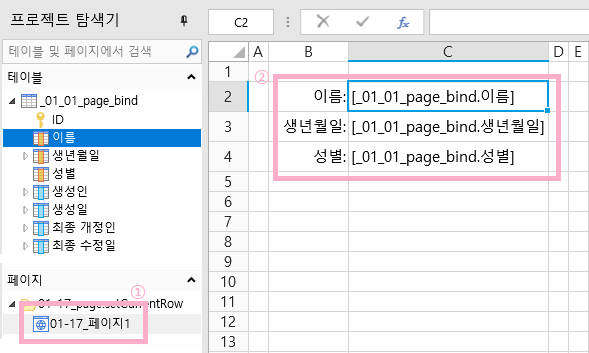 프로젝트 탐색기
테이블 및 페이지에서 검색
테이블
_01_01_page_bind
ID
이름
생년월일
성별
생성인
생성일
최종 개정인
최종 수정일
페이지
①
01-17_page.setCurrentRow
01-17_페이지1
C2
fx
A B C D E
1
②
2 이름: [_01_01_page_bind.이름]
3 생년월일: [_01_01_page_bind.생년월일]
4 성별: [_01_01_page_bind.성별]
5
6
7
8
9
10
11
12
13